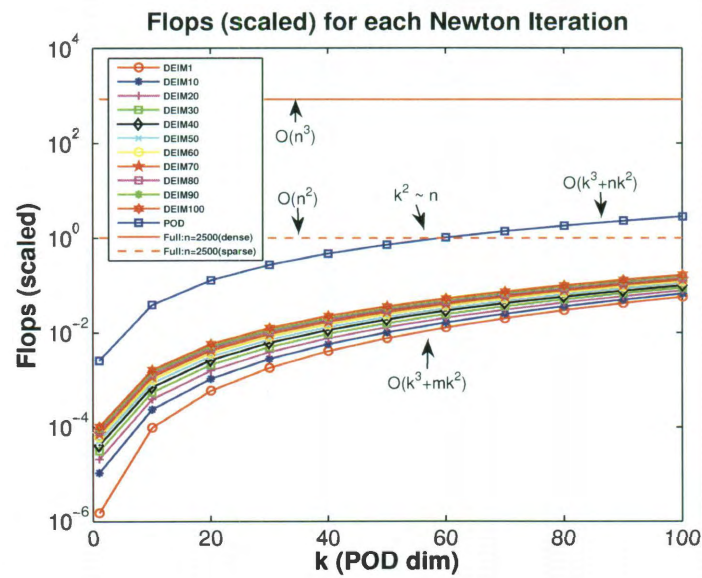 Flops (scaled) for each Newton Iteration
10^4
10^2
10^0
10^-2
10^-4
10^-6
Flops (scaled)
DEIM1
DEIM10
DEIM20
DEIM30
DEIM40
DEIM50
DEIM60
DEIM70
DEIM80
DEIM90
DEIM100
POD
Full:n=2500(dense)
Full:n=2500(sparse)
O(n^3)
O(n^2)
k^2 ~ n
O(k^3+nk^2)
O(k^3+mk^2)
0
20
40
60
80
100
k (POD dim)